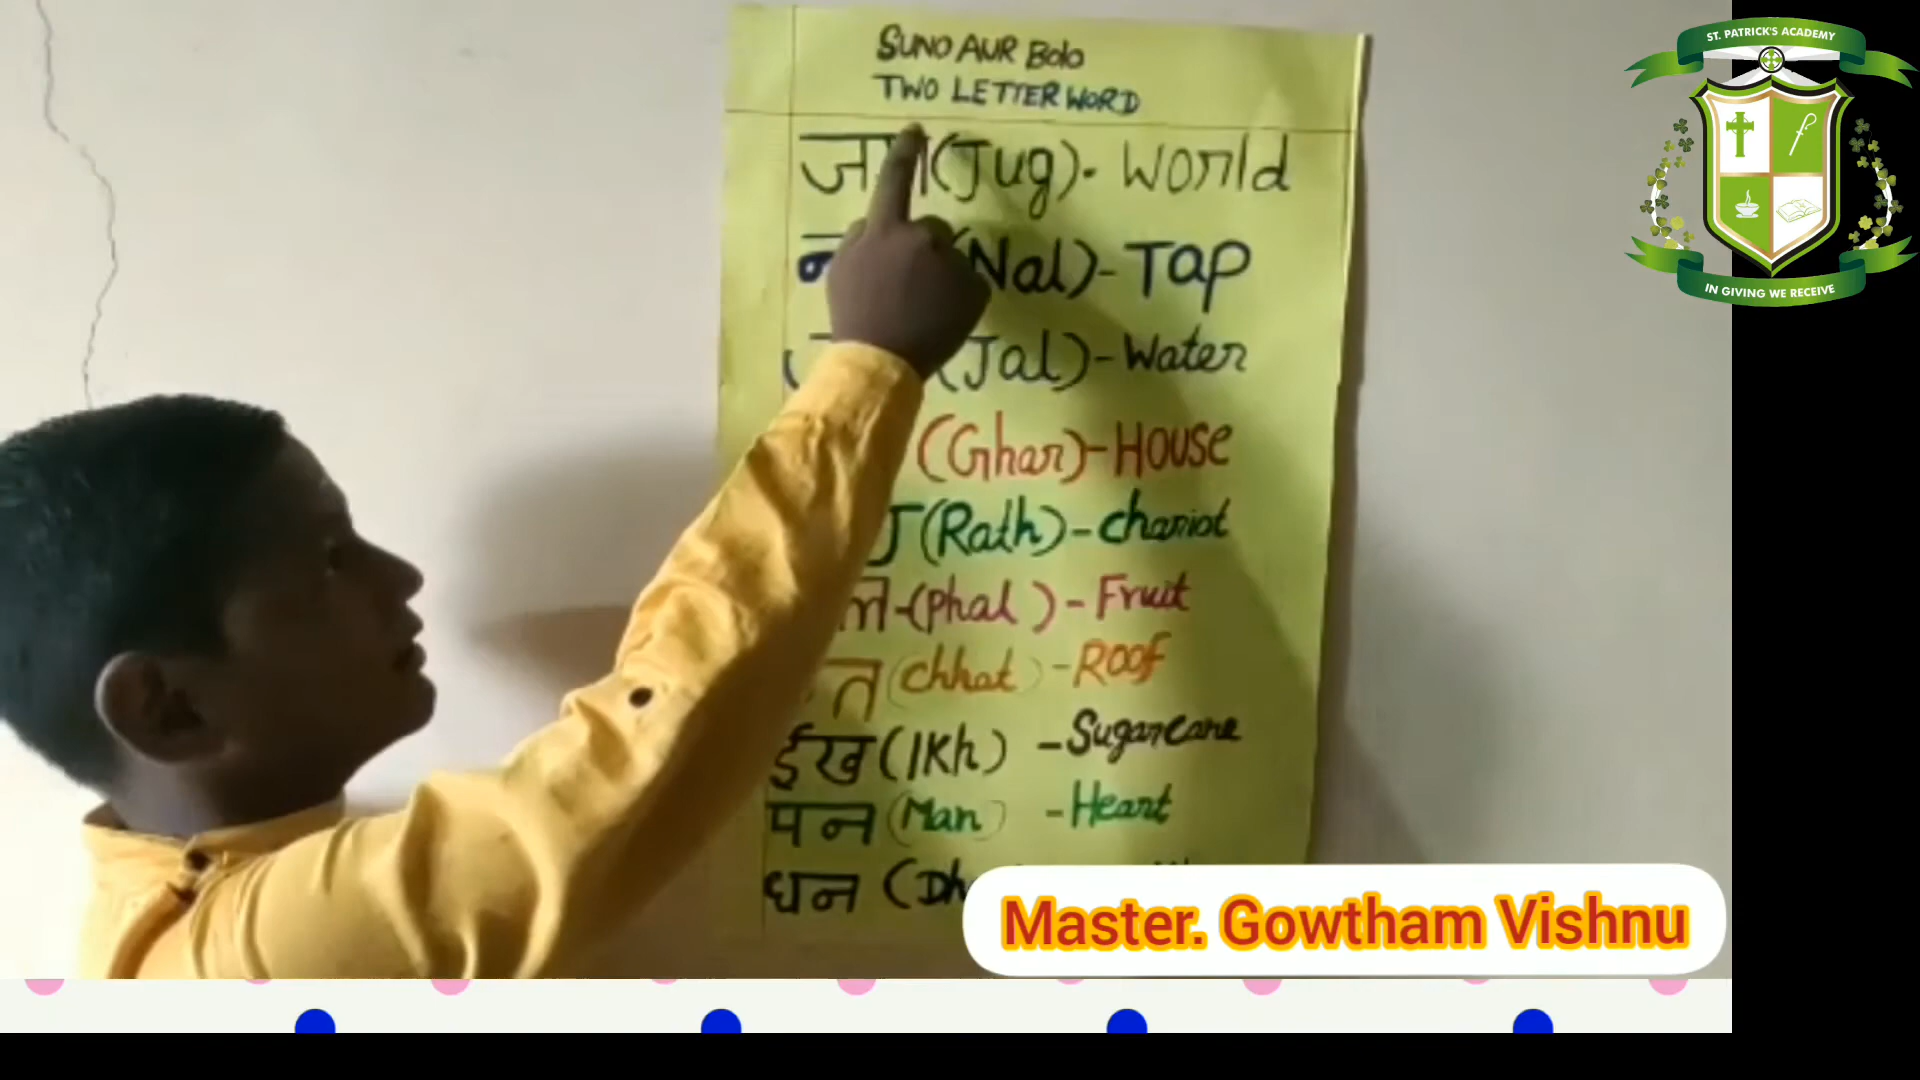 SUNO AUR Bolo
TWO LETTER WORD
(Jug). World
(Nal)-Tap
(Jal)-Water
(Ghar)-House
(Rath)-chariot
-(Phal)-Fruit
त (chhat)-Roof
ईख (IKh) -Sugarcane
पन (Man) -Heart
धन
Master. Gowtham Vishnu
ST. PATRICK'S ACADEMY
IN GIVING WE RECEIVE